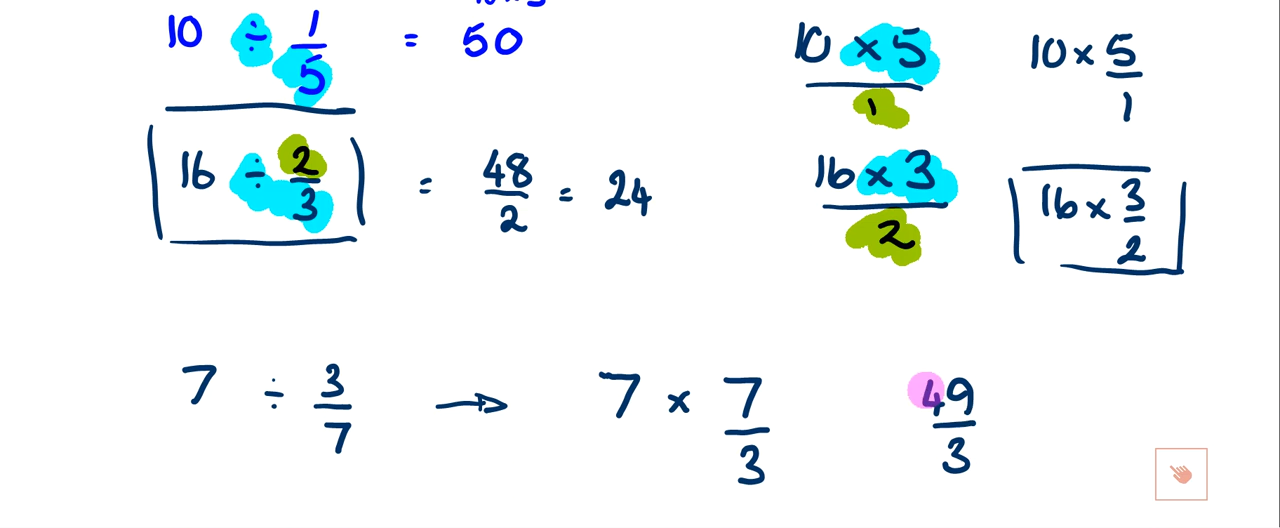 10 ÷ 1/5 = 50
10 × 5 / 1
10 × 5/1
16 ÷ 2/3 = 48/2 = 24
16 × 3 / 2
16 × 3/2
7 ÷ 3/7 → 7 × 7/3
49/3